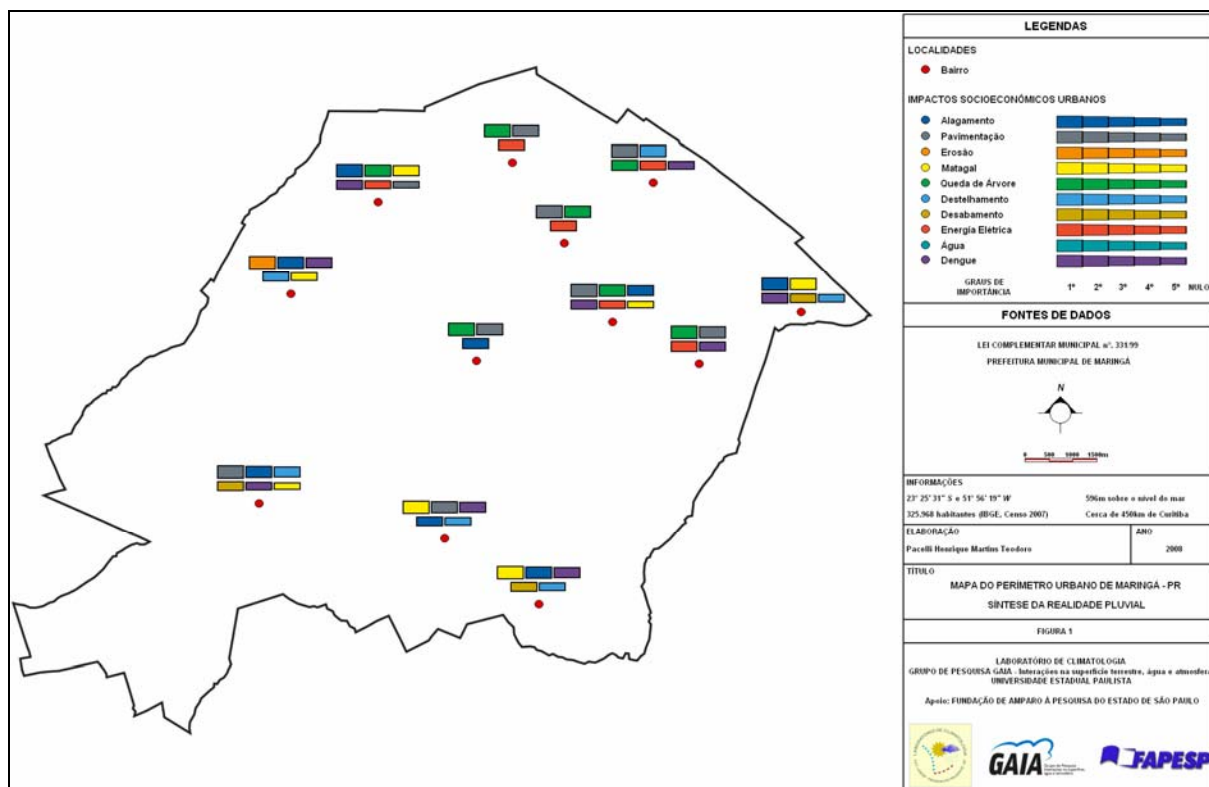 LEGENDAS
LOCALIDADES
Bairro
IMPACTOS SOCIOECONÓMICOS URBANOS
Alagamento
Pavimentação
Erosão
Matagal
Queda de Árvore
Destelhamento
Desabamento
Energia Elétrica
Água
Dengue
GRAUS DE
IMPORTÂNCIA
1º 2º 3º 4º 5º NULO
FONTES DE DADOS
LEI COMPLEMENTAR MUNICIPAL nº. 331/99
PREFEITURA MUNICIPAL DE MARINGÁ
N
0 500 1000 1500m
INFORMAÇÕES
23° 25' 31" S e 51° 56' 19" W 596m sobre o nível do mar
325.968 habitantes (IBGE, Censo 2007) Cerca de 450km de Curitiba
ELABORAÇÃO ANO
Pacelli Henrique Martins Teodoro 2008
TÍTULO
MAPA DO PERÍMETRO URBANO DE MARINGÁ - PR
SÍNTESE DA REALIDADE PLUVIAL
FIGURA 1
LABORATÓRIO DE CLIMATOLOGIA
GRUPO DE PESQUISA GAIA - Interações na superfície terrestre, água e atmosfera
UNIVERSIDADE ESTADUAL PAULISTA
Apoio: FUNDAÇÃO DE AMPARO À PESQUISA DO ESTADO DE SÃO PAULO
GAIA
FAPESP